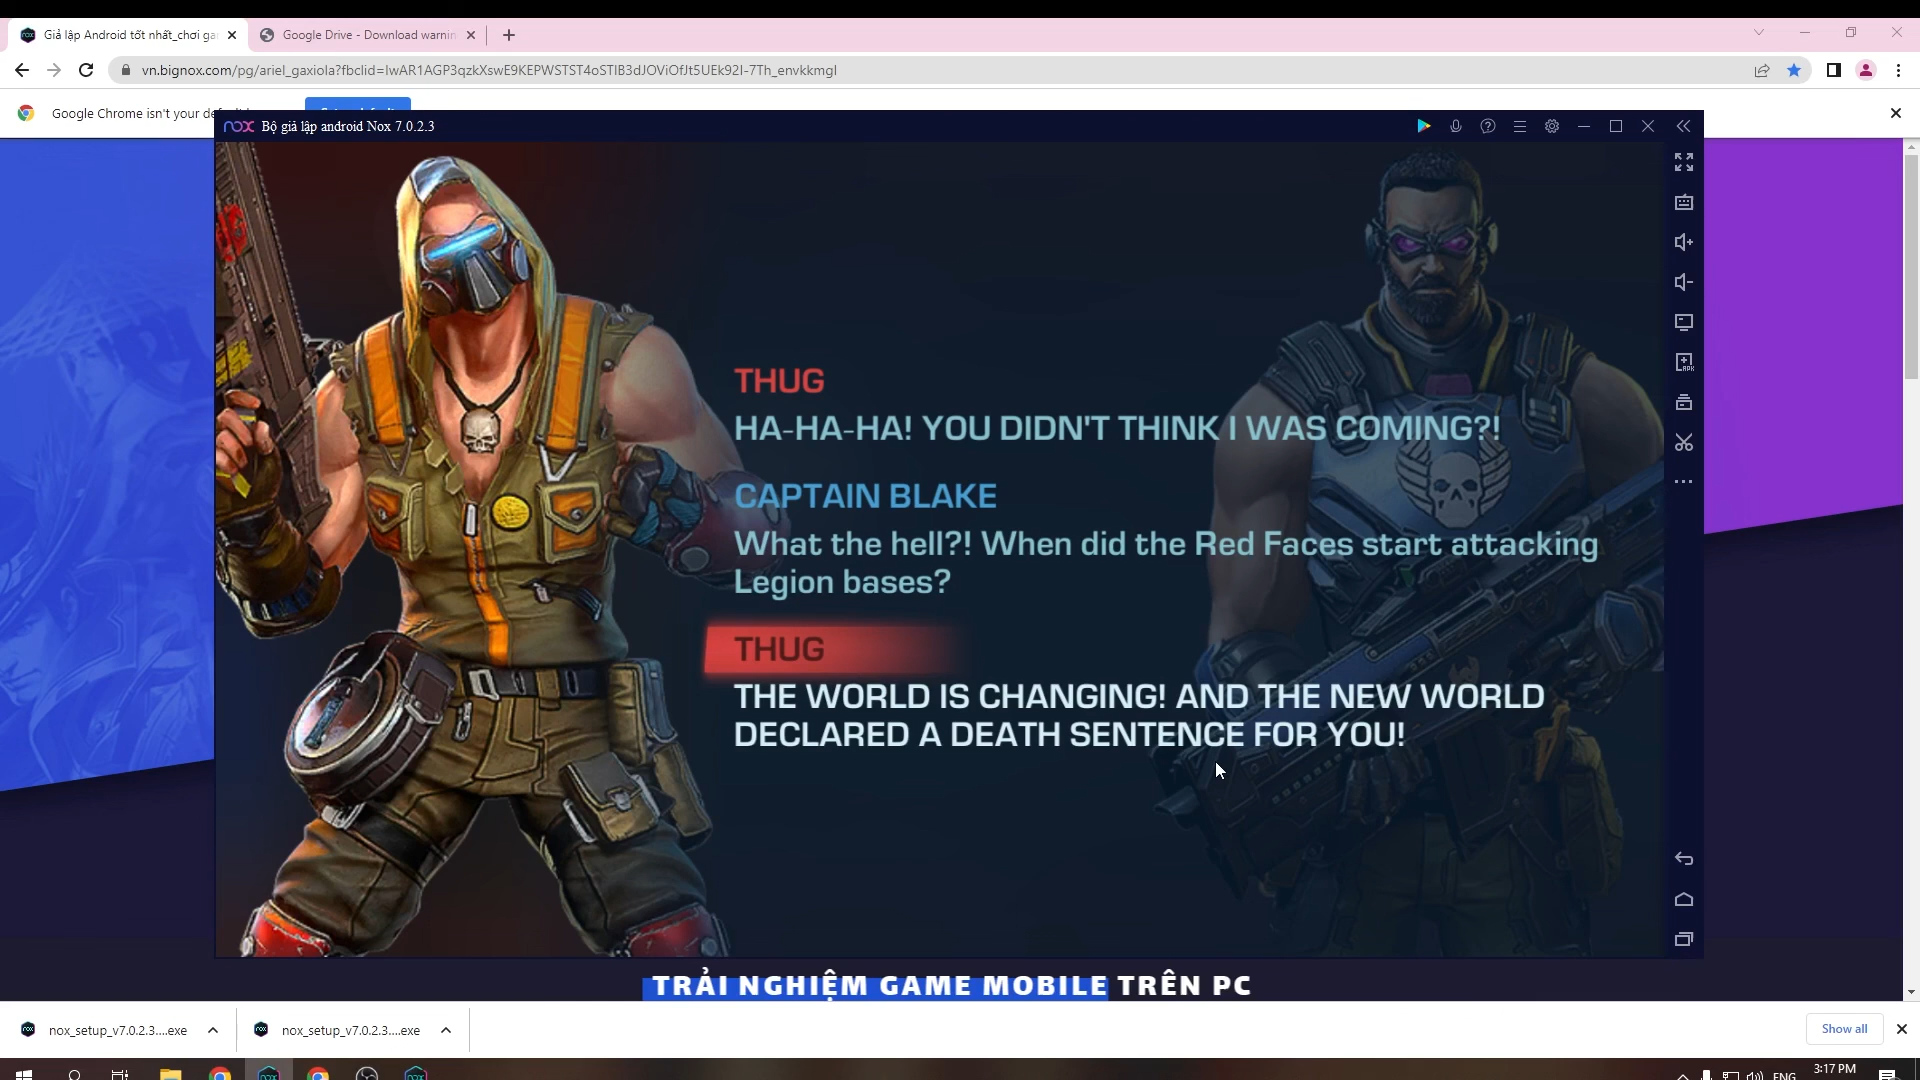 Giả lập Android tốt nhất_chơi ga
Google Drive - Download warnin
vn.bignox.com/pg/ariel_gaxiola?fbclid=IwAR1AGP3qzkXswE9KEPWSTST4oSTIB3dJOViOfJt5UEk92I-7Th_envkkmgI
Google Chrome isn't your
nox Bộ giả lập android Nox 7.0.2.3
THUG
HA-HA-HA! YOU DIDN'T THINK I WAS COMING?!
CAPTAIN BLAKE
What the hell?! When did the Red Faces start attacking
Legion bases?
THUG
THE WORLD IS CHANGING! AND THE NEW WORLD
DECLARED A DEATH SENTENCE FOR YOU!
TRẢI NGHIỆM GAME MOBILE TRÊN PC
nox_setup_v7.0.2.3....exe
nox_setup_v7.0.2.3....exe
Show all
ENG
3:17 PM